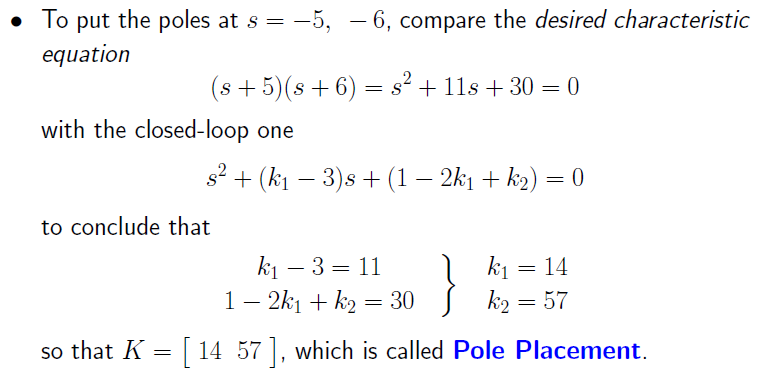 • To put the poles at s = −5, −6, compare the desired characteristic
equation
(s + 5)(s + 6) = s² + 11s + 30 = 0
with the closed-loop one
s² + (k₁ − 3)s + (1 − 2k₁ + k₂) = 0
to conclude that
k₁ − 3 = 11 } k₁ = 14
1 − 2k₁ + k₂ = 30 } k₂ = 57
so that K = [ 14 57 ], which is called Pole Placement.